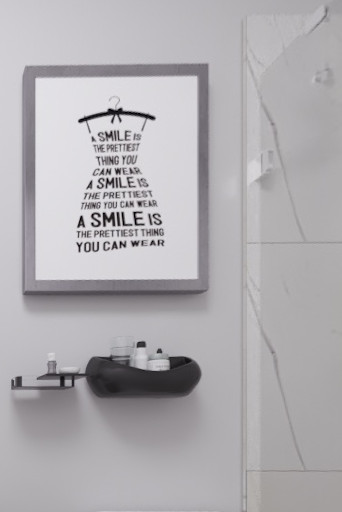 A SMILE IS
THE PRETTIEST
THING YOU
CAN WEAR
A SMILE IS
THE PRETTIEST
THING YOU CAN WEAR
A SMILE IS
THE PRETTIEST THING
YOU CAN WEAR